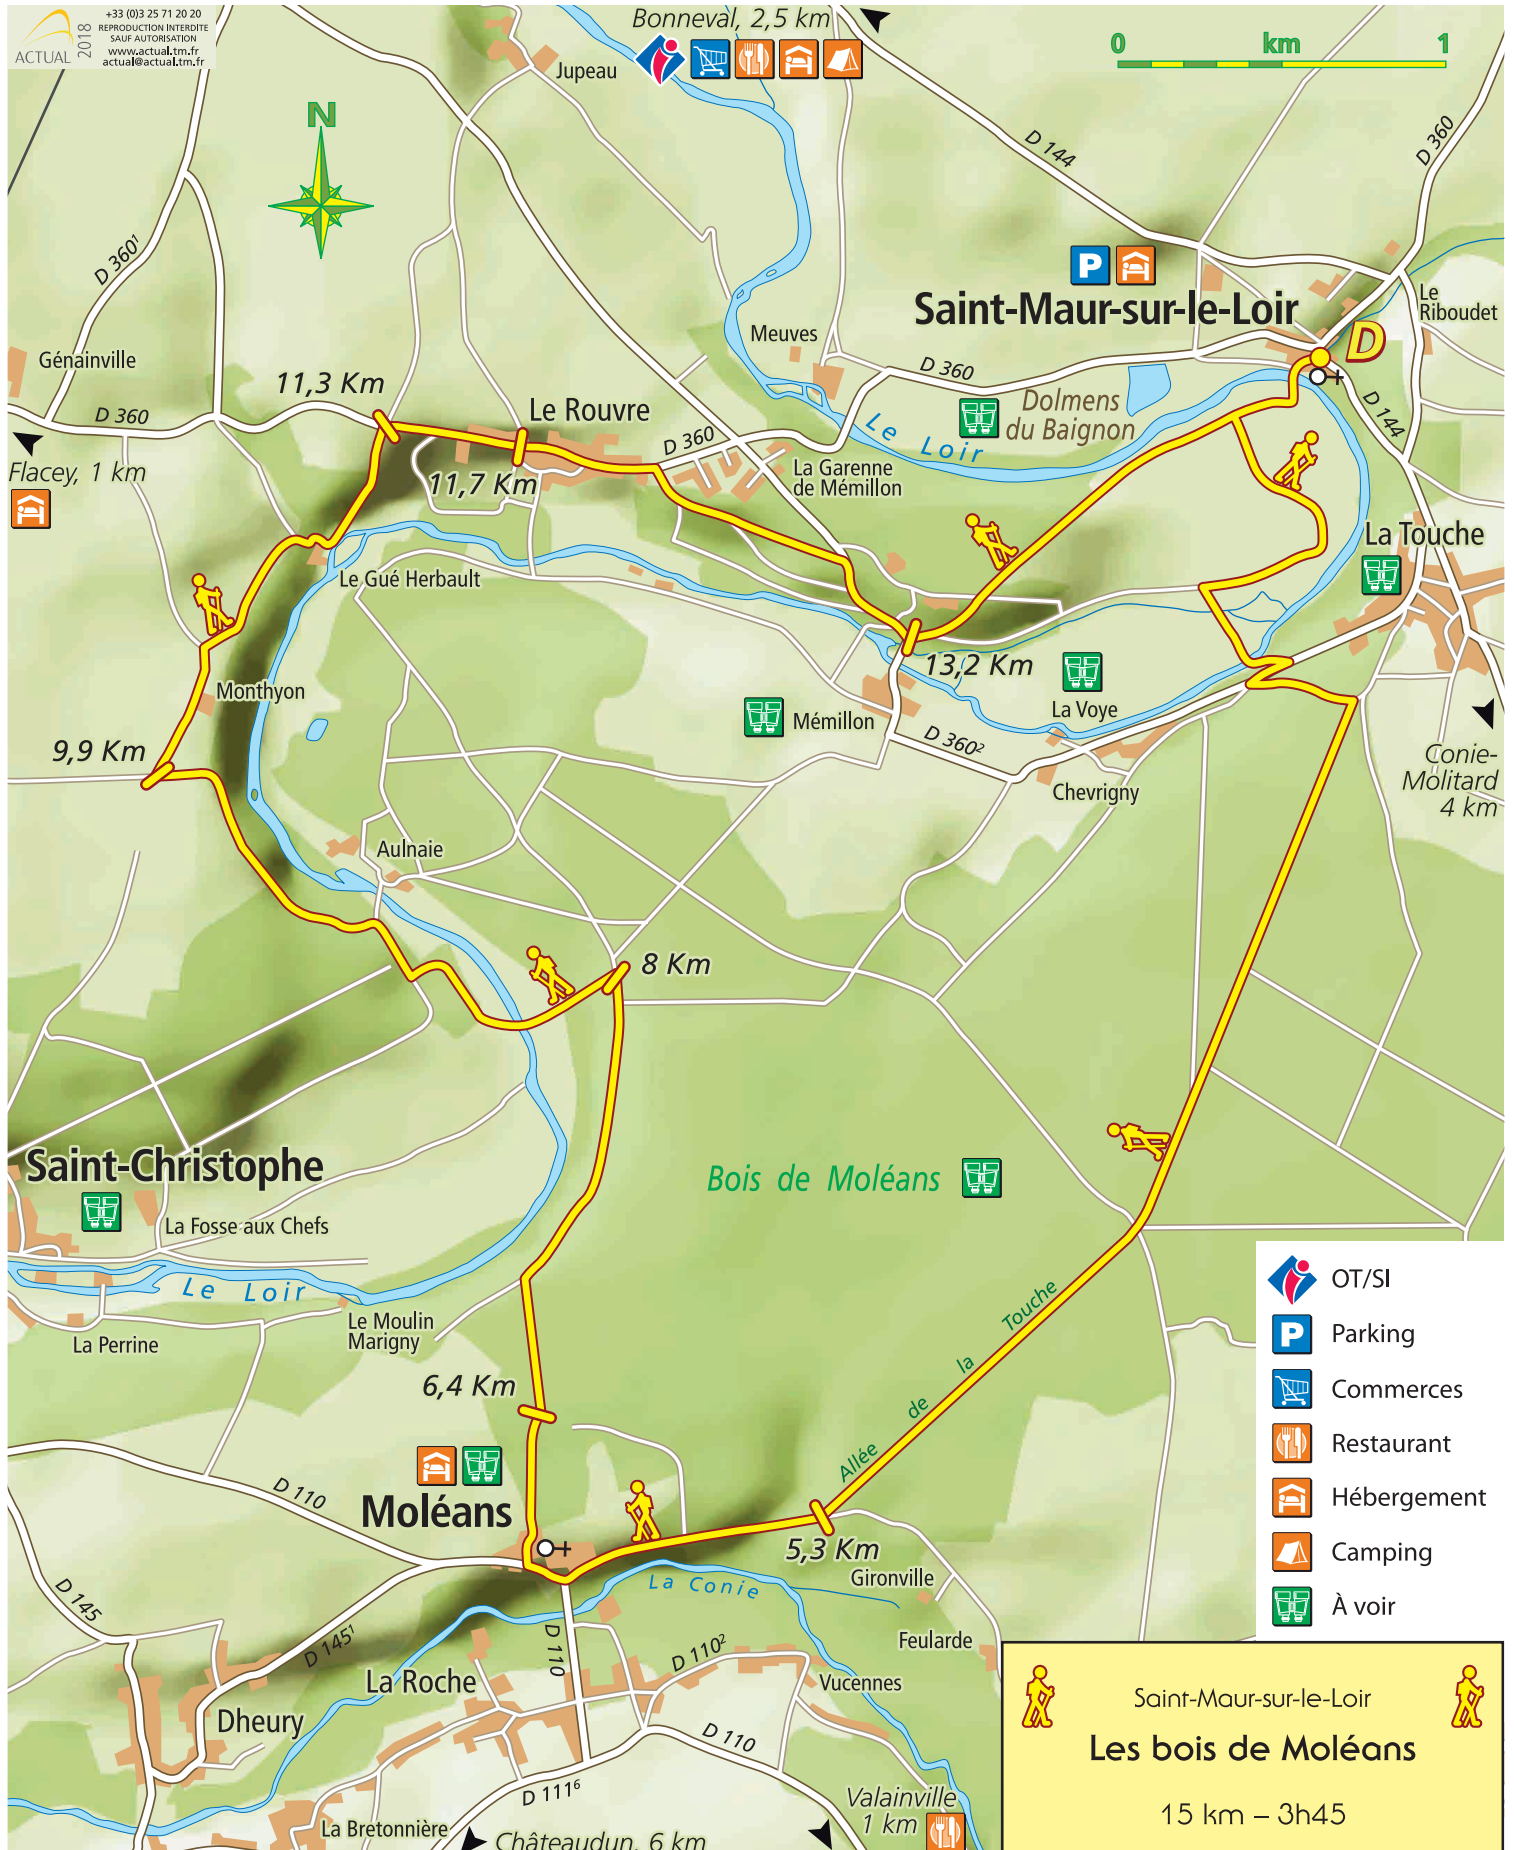 +33 (0)3 25 71 20 20
REPRODUCTION INTERDITE
SAUF AUTORISATION
www.actual.tm.fr
actual@actual.tm.fr
ACTUAL
2018
Bonneval, 2,5 km
0 km 1
Jupeau
N
D 144
D 360
D 360¹
P
Saint-Maur-sur-le-Loir
Le
Riboudet
D
Meuves
Génainville
11,3 Km
D 360
D 360
Le Rouvre
Dolmens
du Baignon
D 144
D 360
Le Loir
Flacey, 1 km
11,7 Km
La Garenne
de Mémillon
La Touche
Le Gué Herbault
13,2 Km
Monthyon
La Voye
Mémillon
D 360²
9,9 Km
Chevrigny
Conie-
Molitard
4 km
Aulnaie
8 Km
Saint-Christophe
Bois de Moléans
La Fosse aux Chefs
Le Loir
Le Moulin
Marigny
La Perrine
Allée de la Touche
6,4 Km
D 110
Moléans
5,3 Km
Gironville
La Conie
D 145
D 145¹
D 110
D 110²
Feularde
La Roche
Vucennes
Dheury
D 110
D 111⁶
Valainville
1 km
La Bretonnière
Châteaudun, 6 km
OT/SI
P Parking
Commerces
Restaurant
Hébergement
Camping
À voir
Saint-Maur-sur-le-Loir
Les bois de Moléans
15 km – 3h45